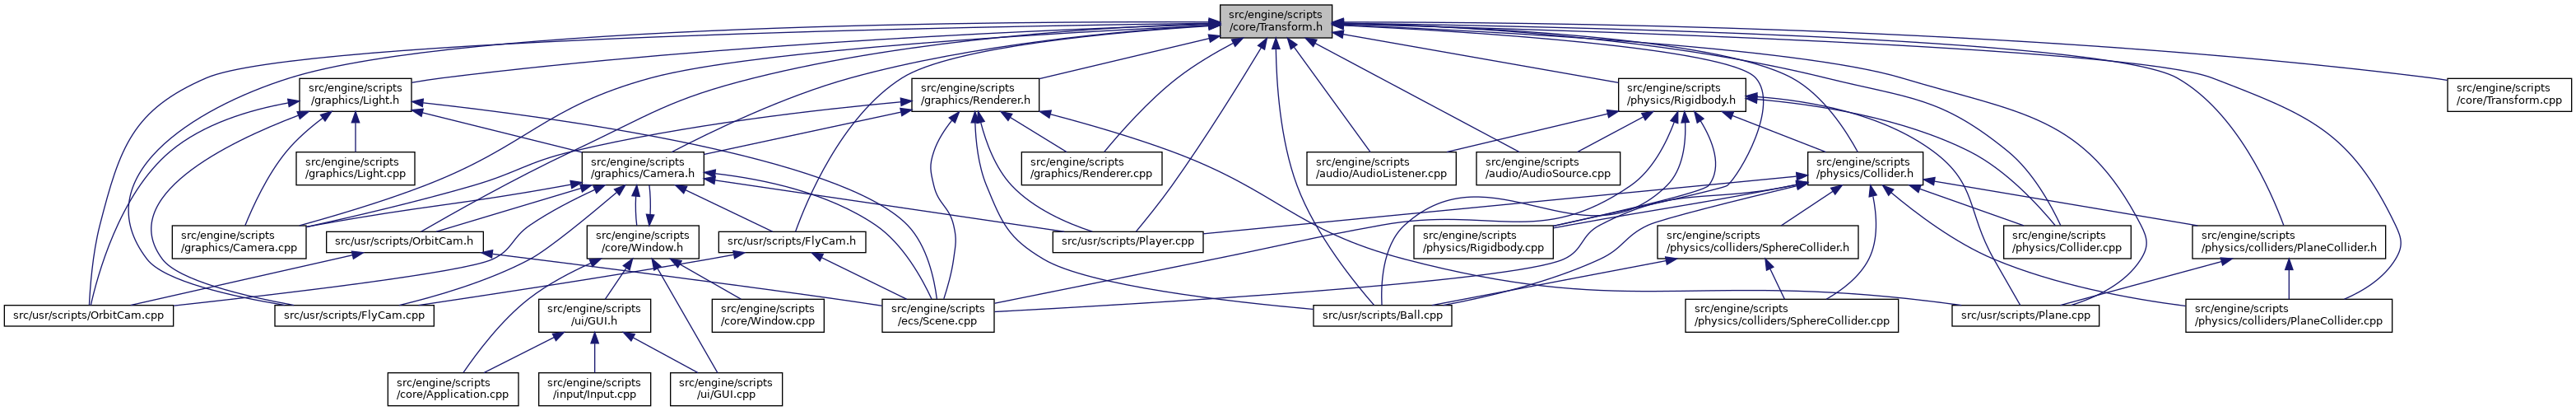 src/engine/scripts
/core/Transform.h
src/engine/scripts
/graphics/Light.h
src/engine/scripts
/graphics/Renderer.h
src/engine/scripts
/physics/Rigidbody.h
src/engine/scripts
/core/Transform.cpp
src/engine/scripts
/graphics/Light.cpp
src/engine/scripts
/graphics/Camera.h
src/engine/scripts
/graphics/Renderer.cpp
src/engine/scripts
/audio/AudioListener.cpp
src/engine/scripts
/audio/AudioSource.cpp
src/engine/scripts
/physics/Collider.h
src/engine/scripts
/graphics/Camera.cpp
src/usr/scripts/OrbitCam.h
src/engine/scripts
/core/Window.h
src/usr/scripts/FlyCam.h
src/usr/scripts/Player.cpp
src/engine/scripts
/physics/Rigidbody.cpp
src/engine/scripts
/physics/colliders/SphereCollider.h
src/engine/scripts
/physics/Collider.cpp
src/engine/scripts
/physics/colliders/PlaneCollider.h
src/usr/scripts/OrbitCam.cpp
src/usr/scripts/FlyCam.cpp
src/engine/scripts
/ui/GUI.h
src/engine/scripts
/core/Window.cpp
src/engine/scripts
/ecs/Scene.cpp
src/usr/scripts/Ball.cpp
src/engine/scripts
/physics/colliders/SphereCollider.cpp
src/usr/scripts/Plane.cpp
src/engine/scripts
/physics/colliders/PlaneCollider.cpp
src/engine/scripts
/core/Application.cpp
src/engine/scripts
/input/Input.cpp
src/engine/scripts
/ui/GUI.cpp